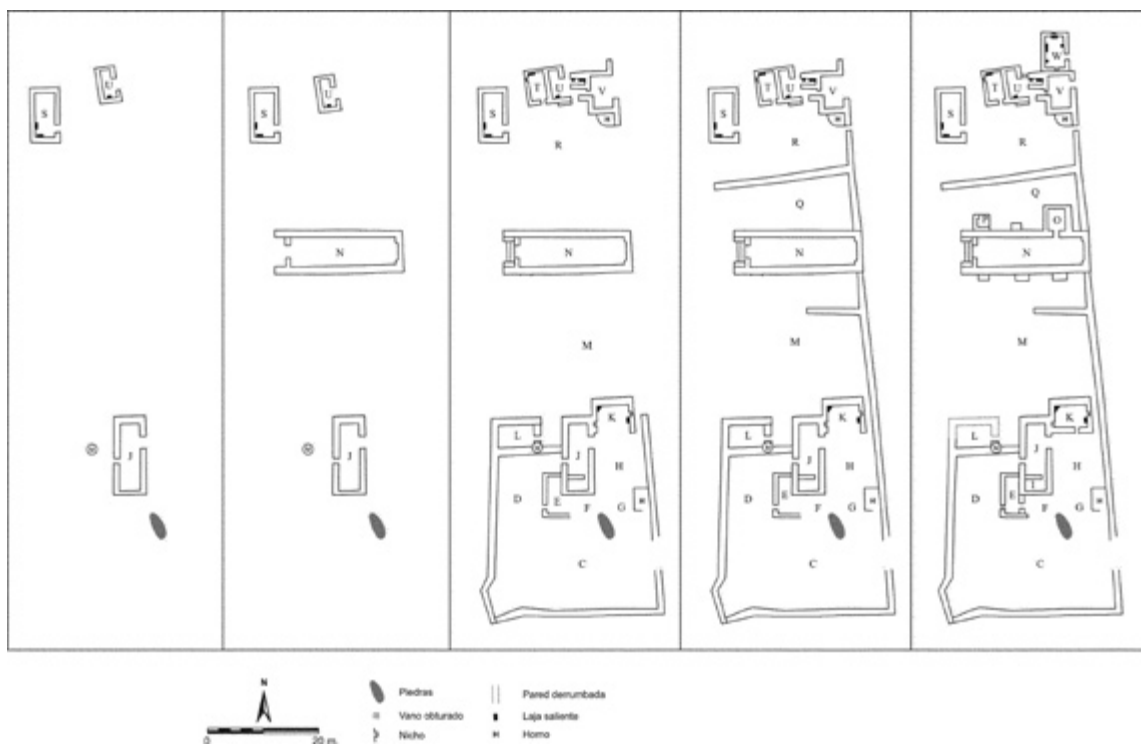 S U J
S U N J
S T U V H R N M K L J H D E F G H C
S T U V H R Q N M K L J H D E F G H C
W S T U V H R Q P O N M K L J H I D E F G H C
N
0 20 m.
Piedras
Vano obturado
Nicho
Pared derrumbada
Laja saliente
Horno